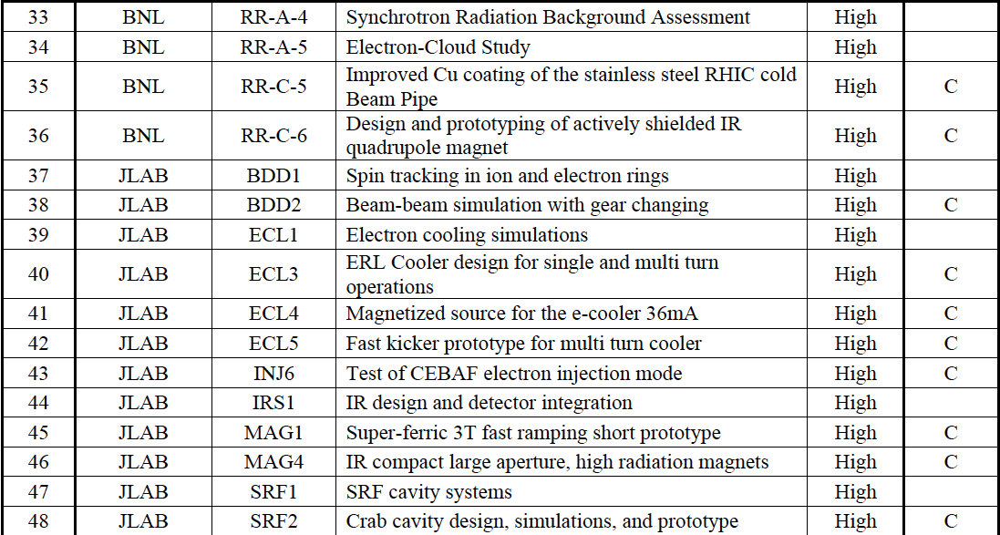 33 BNL RR-A-4 Synchrotron Radiation Background Assessment High
34 BNL RR-A-5 Electron-Cloud Study High
35 BNL RR-C-5 Improved Cu coating of the stainless steel RHIC cold
Beam Pipe High C
36 BNL RR-C-6 Design and prototyping of actively shielded IR
quadrupole magnet High C
37 JLAB BDD1 Spin tracking in ion and electron rings High
38 JLAB BDD2 Beam-beam simulation with gear changing High C
39 JLAB ECL1 Electron cooling simulations High
40 JLAB ECL3 ERL Cooler design for single and multi turn
operations High C
41 JLAB ECL4 Magnetized source for the e-cooler 36mA High C
42 JLAB ECL5 Fast kicker prototype for multi turn cooler High C
43 JLAB INJ6 Test of CEBAF electron injection mode High C
44 JLAB IRS1 IR design and detector integration High
45 JLAB MAG1 Super-ferric 3T fast ramping short prototype High C
46 JLAB MAG4 IR compact large aperture, high radiation magnets High C
47 JLAB SRF1 SRF cavity systems High
48 JLAB SRF2 Crab cavity design, simulations, and prototype High C